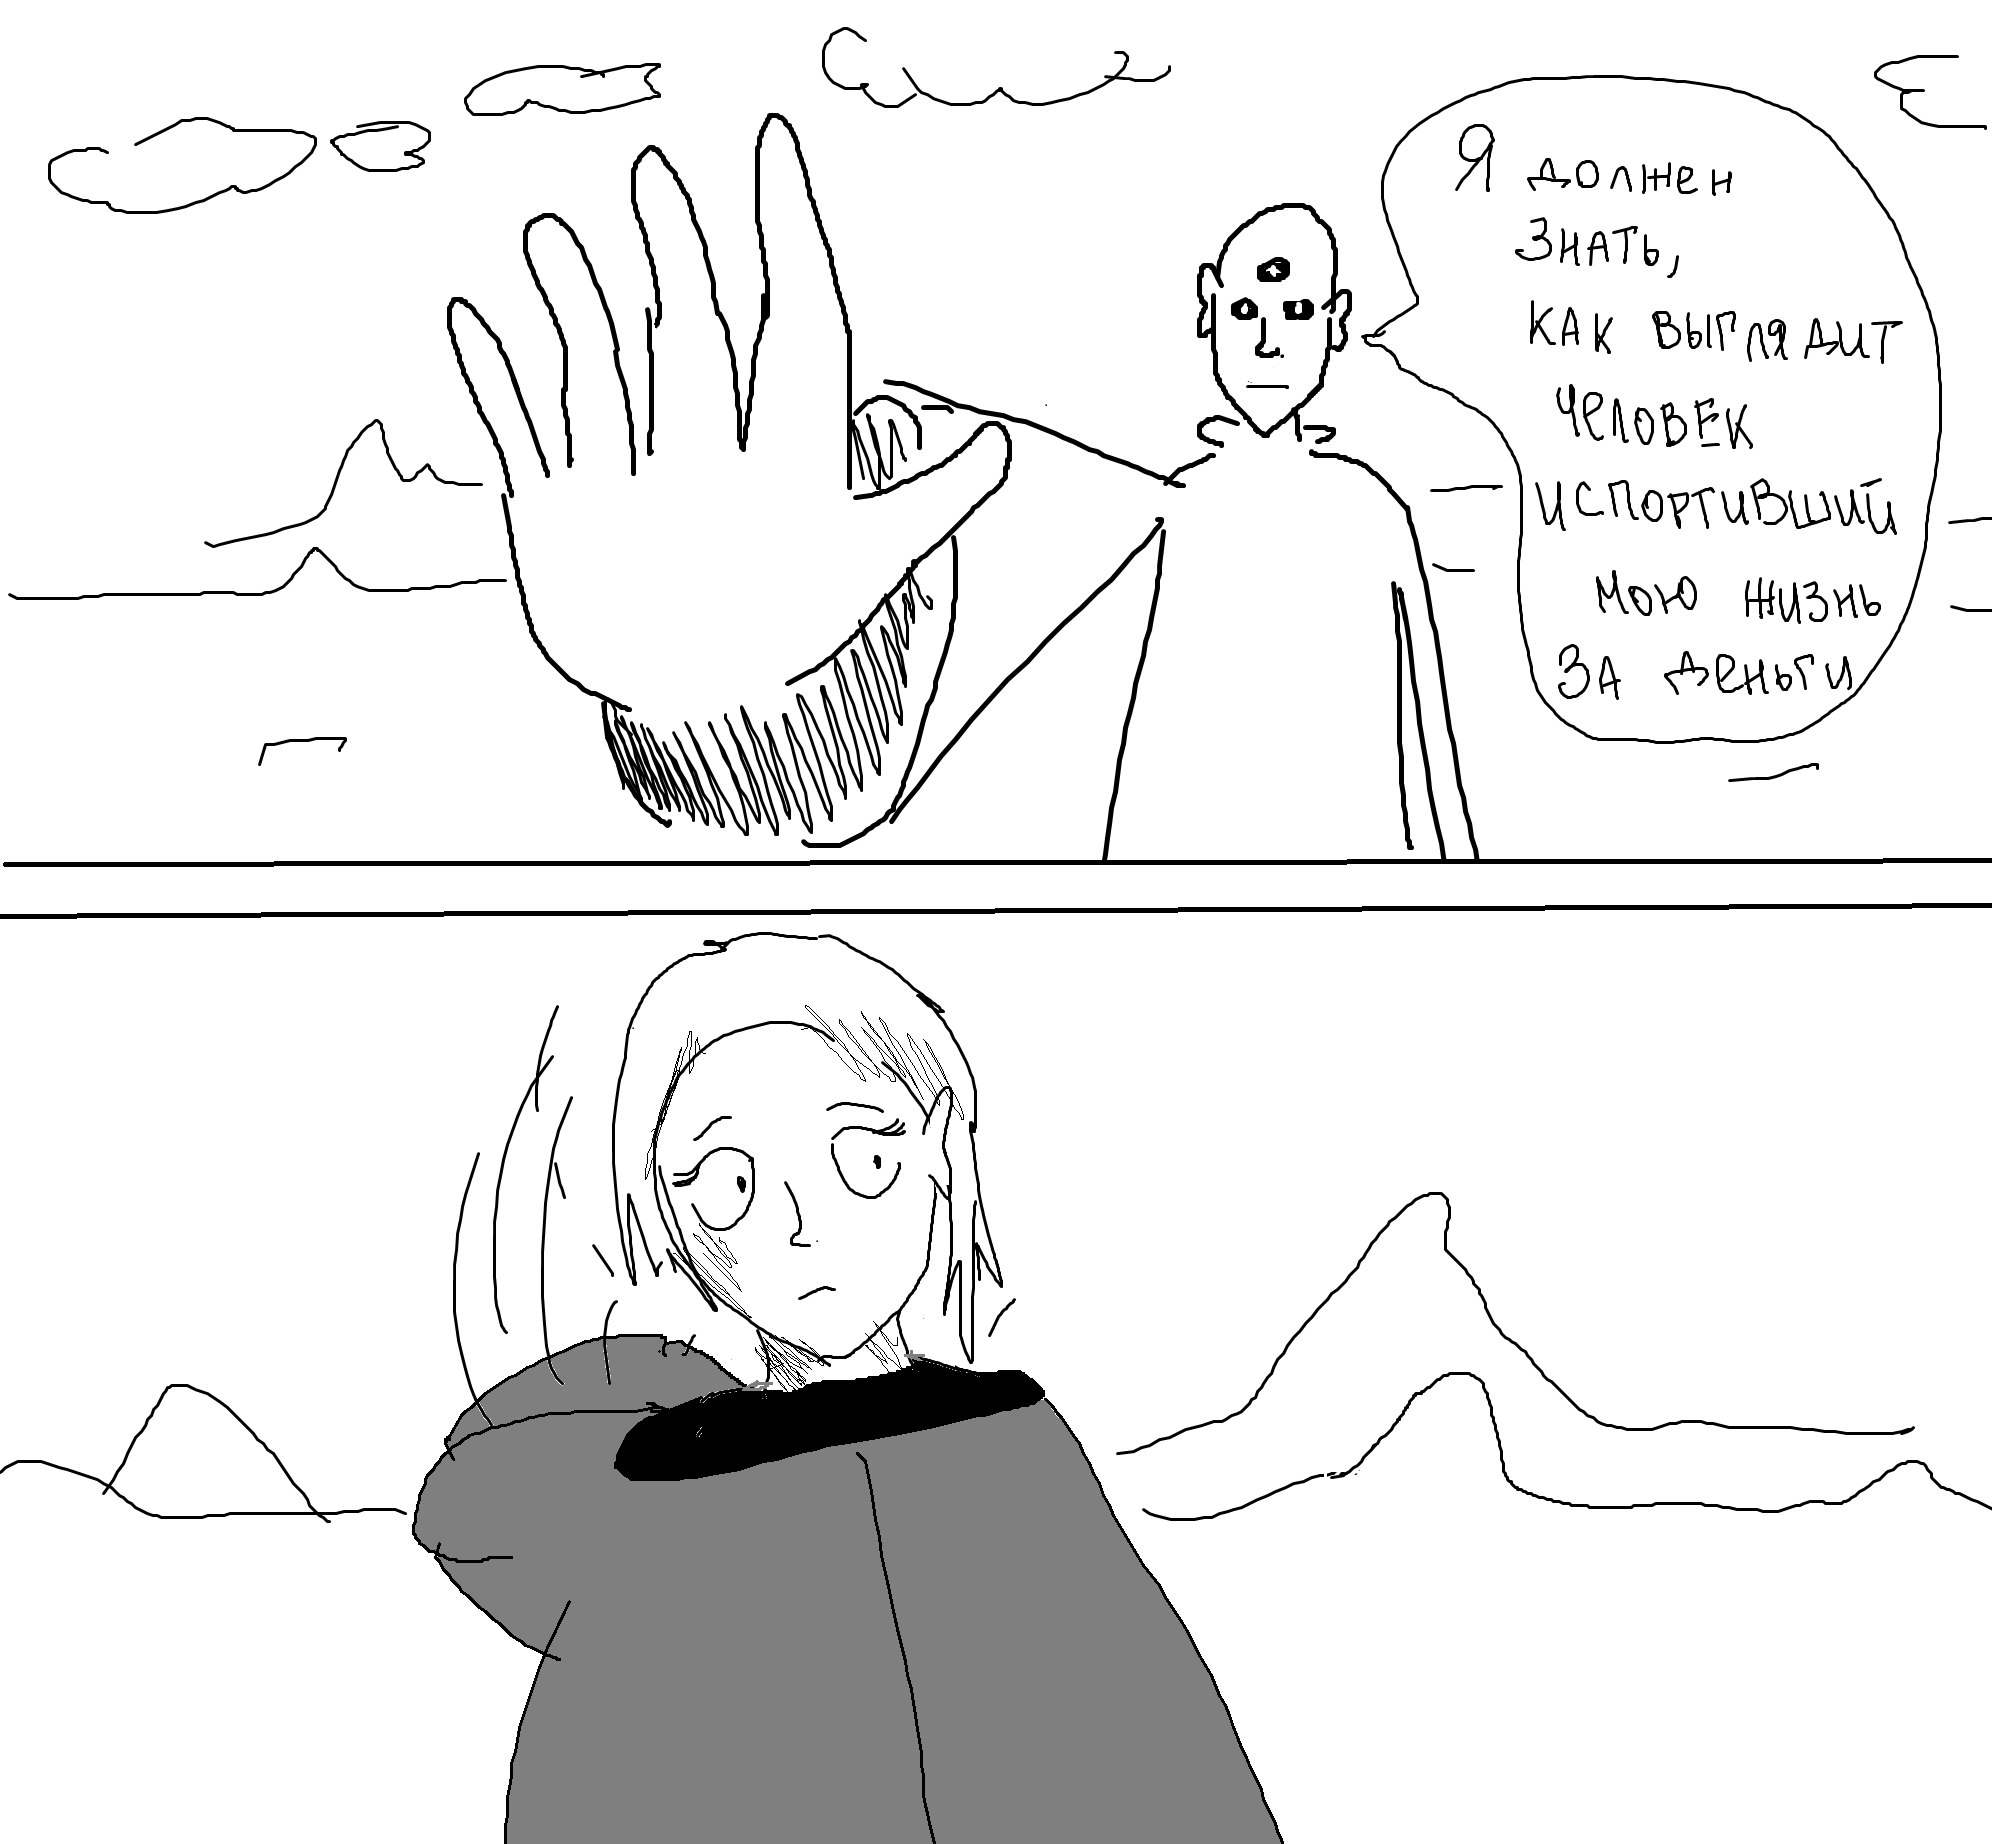 Я должен
знать,
как выглядит
человек
испортивший
мою жизнь
за деньги